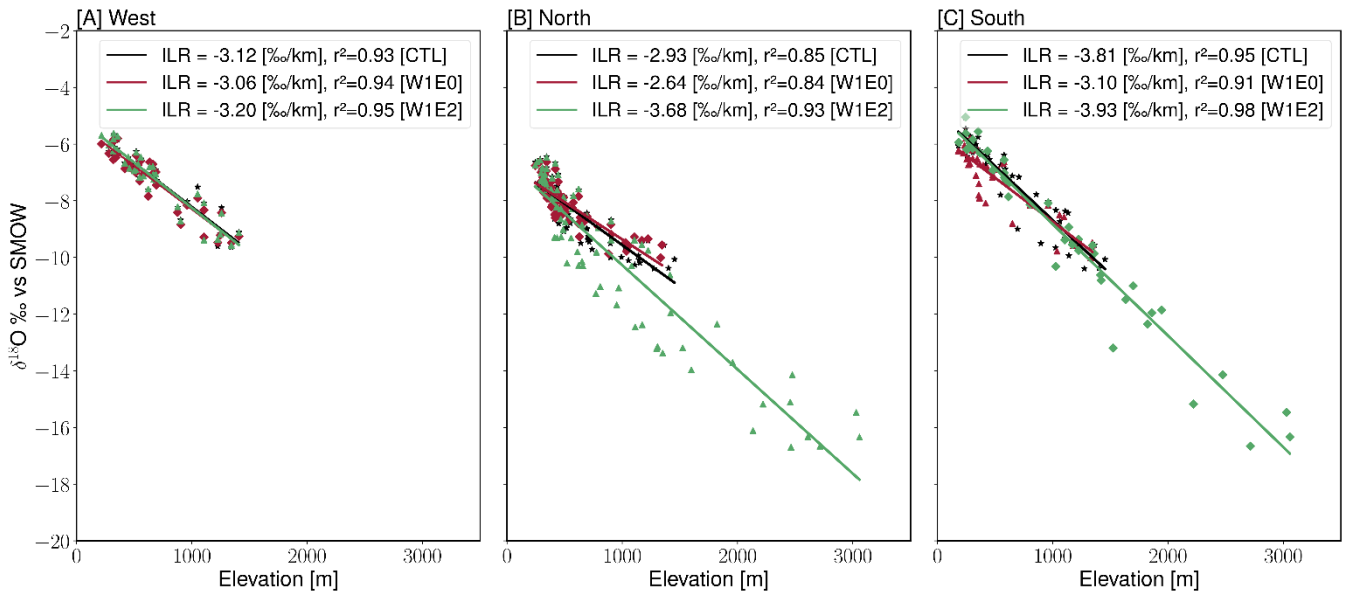 [A] West
[B] North
[C] South
ILR = -3.12 [‰/km], r²=0.93 [CTL]
ILR = -3.06 [‰/km], r²=0.94 [W1E0]
ILR = -3.20 [‰/km], r²=0.95 [W1E2]
ILR = -2.93 [‰/km], r²=0.85 [CTL]
ILR = -2.64 [‰/km], r²=0.84 [W1E0]
ILR = -3.68 [‰/km], r²=0.93 [W1E2]
ILR = -3.81 [‰/km], r²=0.95 [CTL]
ILR = -3.10 [‰/km], r²=0.91 [W1E0]
ILR = -3.93 [‰/km], r²=0.98 [W1E2]
δ¹⁸O ‰ vs SMOW
−2
−4
−6
−8
−10
−12
−14
−16
−18
−20
0 1000 2000 3000
0 1000 2000 3000
0 1000 2000 3000
Elevation [m]
Elevation [m]
Elevation [m]